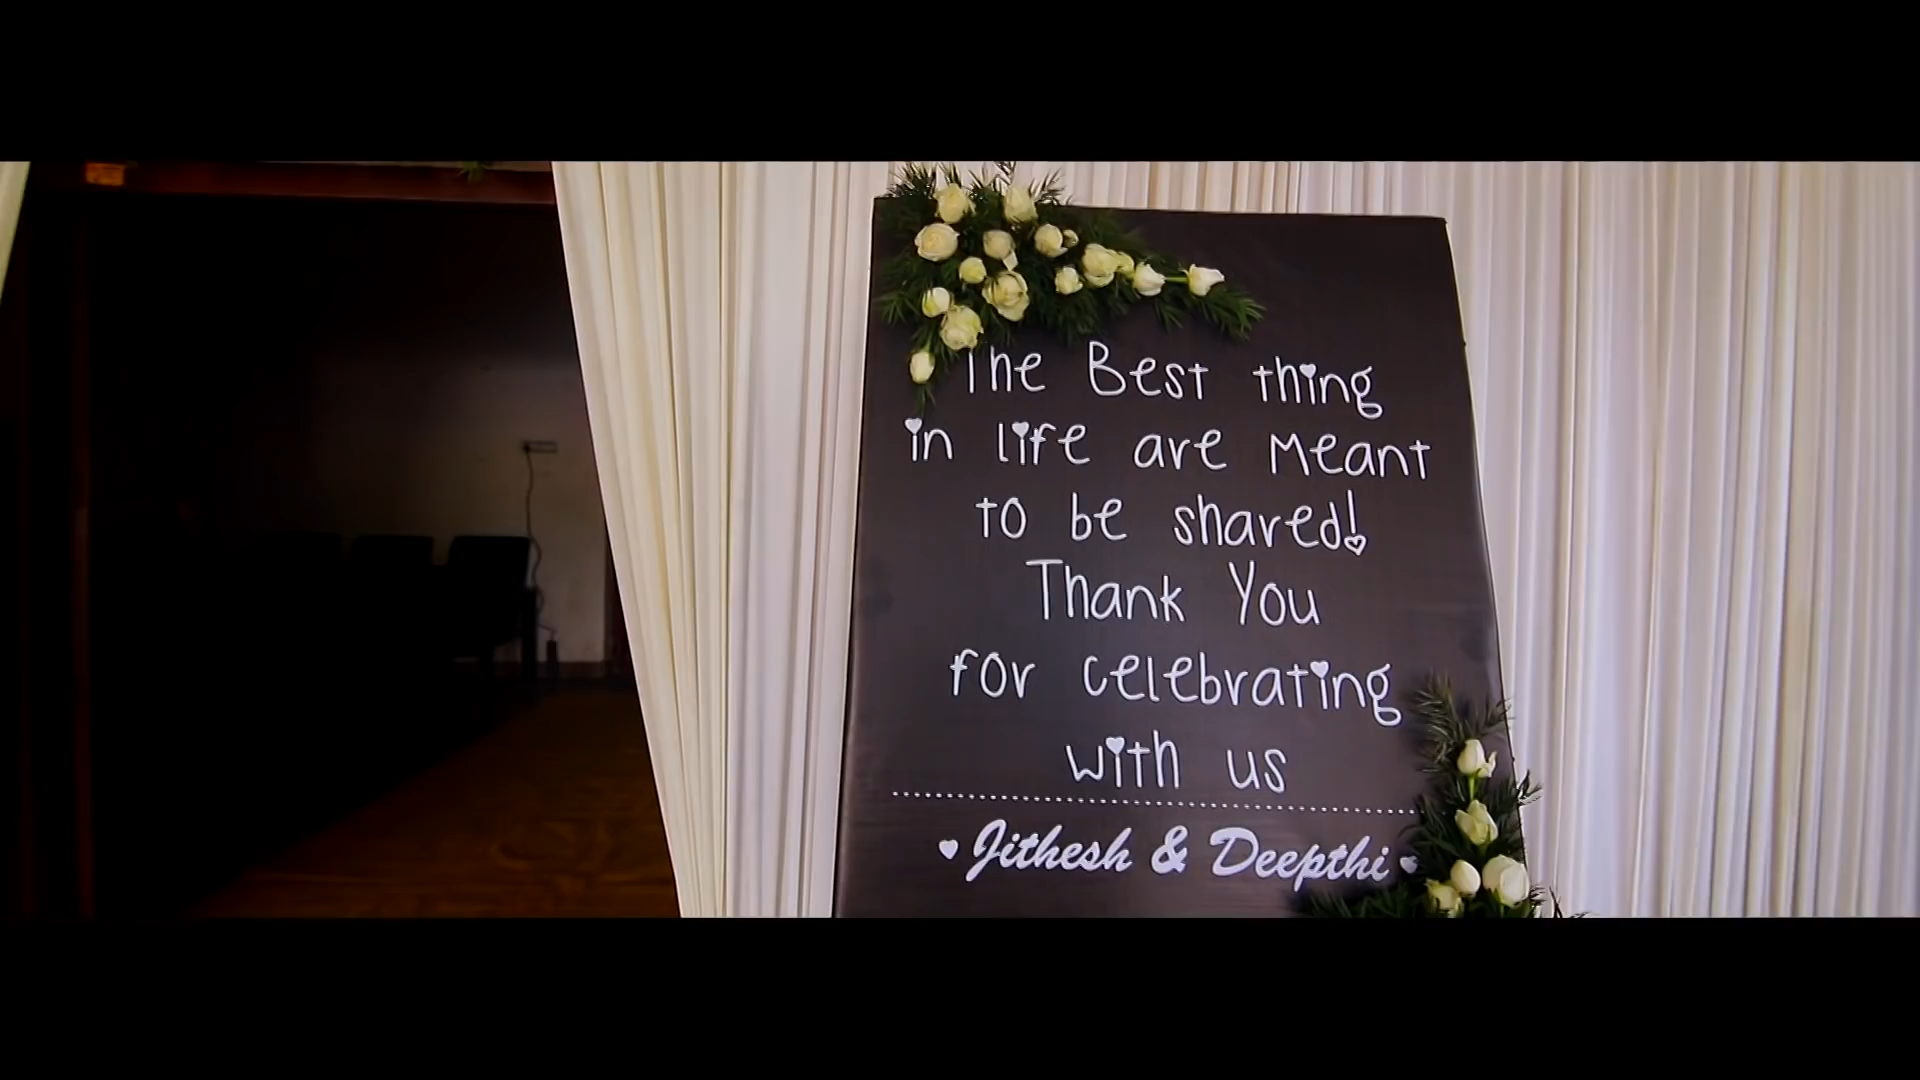 The Best thing
in life are Meant
to be shared!
Thank You
for celebrating
with us
Jithesh & Deepthi